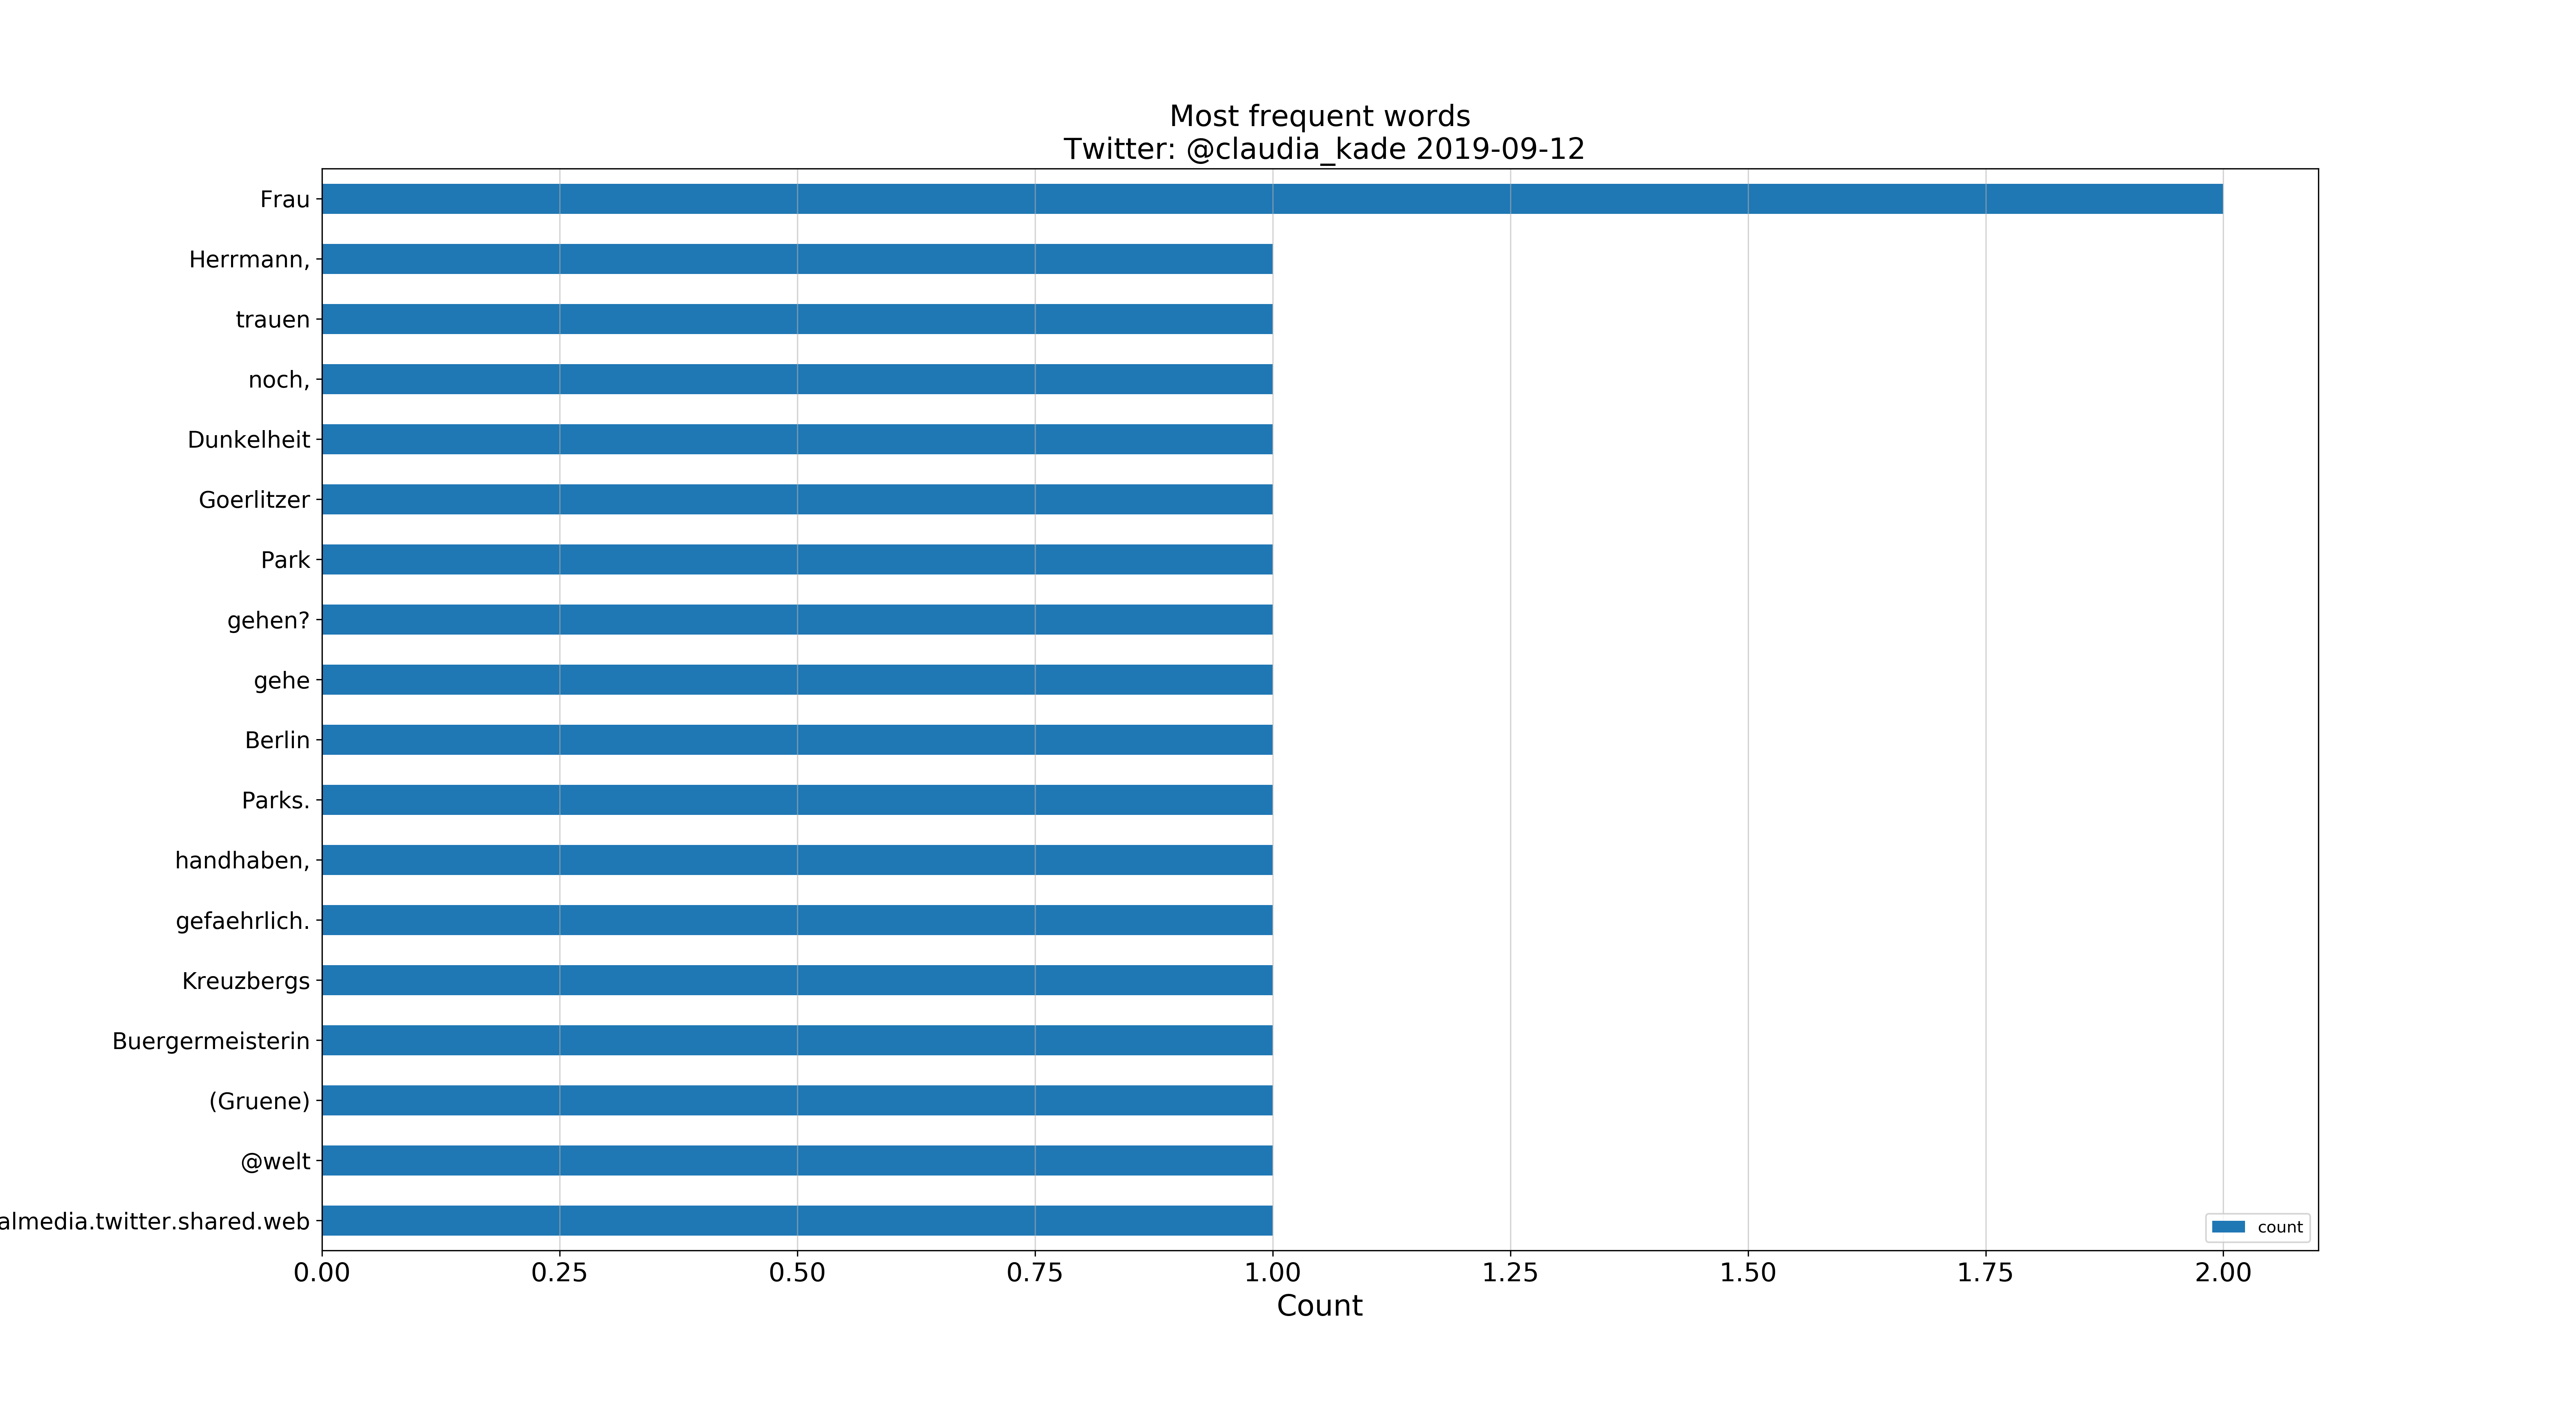 Most frequent words
Twitter: @claudia_kade 2019-09-12
Frau
Herrmann,
trauen
noch,
Dunkelheit
Goerlitzer
Park
gehen?
gehe
Berlin
Parks.
handhaben,
gefaehrlich.
Kreuzbergs
Buergermeisterin
(Gruene)
@welt
almedia.twitter.shared.web
count
0.00 0.25 0.50 0.75 1.00 1.25 1.50 1.75 2.00
Count